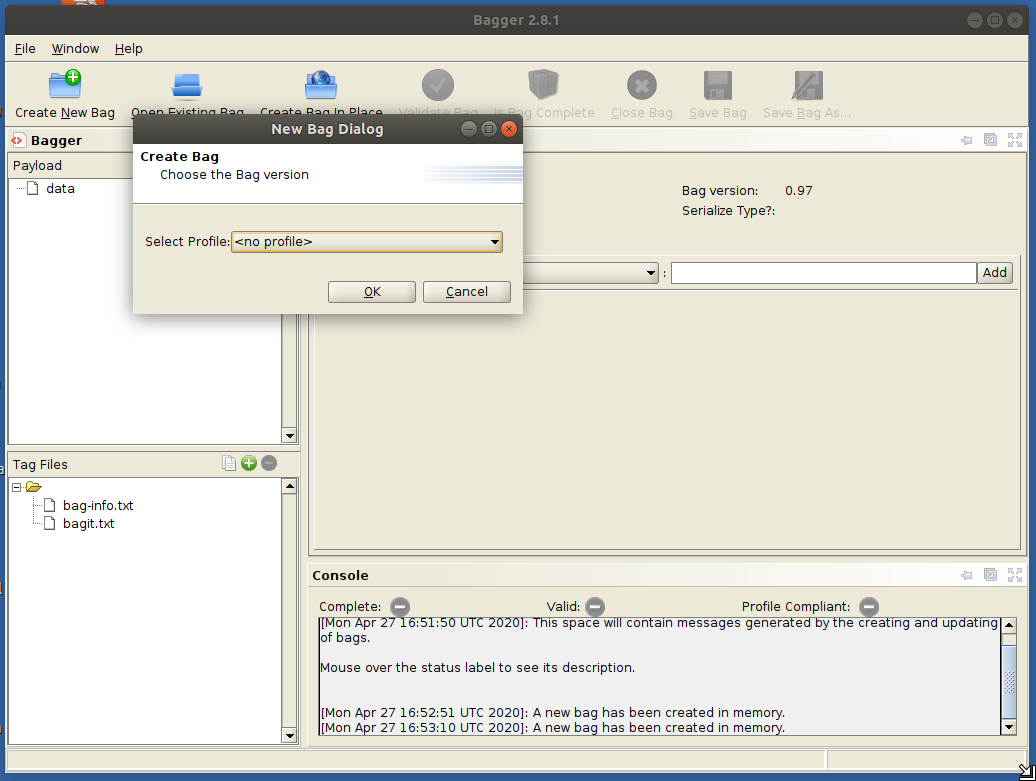 Bagger 2.8.1
File Window Help
Create New Bag Open Existing Bag Create Bag In Place Validate Bag Is Bag Complete Close Bag Save Bag Save Bag As...
New Bag Dialog
Create Bag
Choose the Bag version
Select Profile: <no profile>
OK Cancel
Bagger
Payload
data
Bag version: 0.97
Serialize Type?:
: Add
Tag Files
bag-info.txt
bagit.txt
Console
Complete: Valid: Profile Compliant:
[Mon Apr 27 16:51:50 UTC 2020]: This space will contain messages generated by the creating and updating
of bags.
Mouse over the status label to see its description.
[Mon Apr 27 16:52:51 UTC 2020]: A new bag has been created in memory.
[Mon Apr 27 16:53:10 UTC 2020]: A new bag has been created in memory.